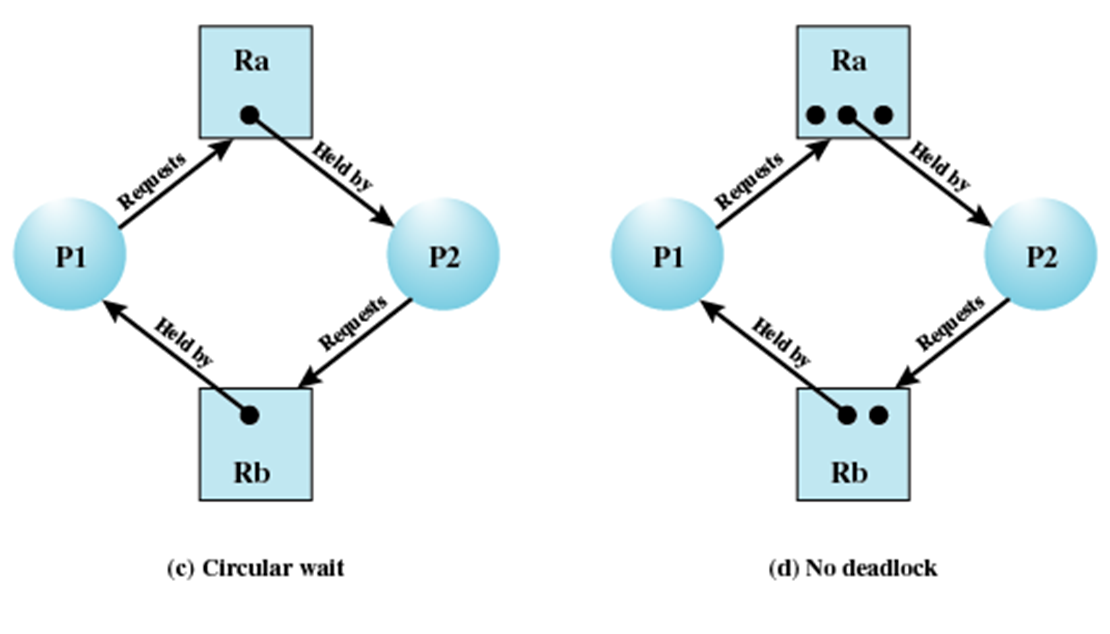 Ra
Requests
Held by
P1
P2
Held by
Requests
Rb
(c) Circular wait
Ra
Requests
Held by
P1
P2
Held by
Requests
Rb
(d) No deadlock